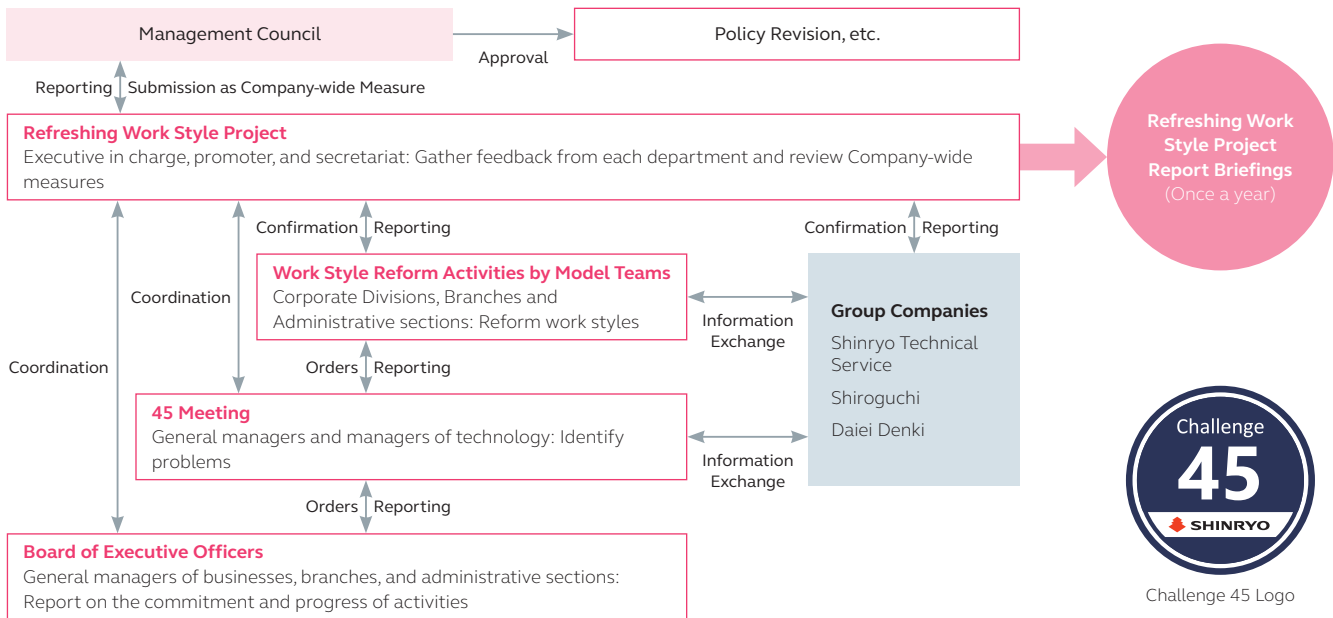 Management Council
Approval
Policy Revision, etc.
Reporting
Submission as Company-wide Measure
Refreshing Work Style Project
Executive in charge, promoter, and secretariat: Gather feedback from each department and review Company-wide
measures
Refreshing Work
Style Project
Report Briefings
(Once a year)
Confirmation
Reporting
Confirmation
Reporting
Coordination
Work Style Reform Activities by Model Teams
Corporate Divisions, Branches and
Administrative sections: Reform work styles
Information
Exchange
Group Companies
Shinryo Technical
Service
Shiroguchi
Daiei Denki
Coordination
Orders
Reporting
45 Meeting
General managers and managers of technology: Identify
problems
Information
Exchange
Orders
Reporting
Board of Executive Officers
General managers of businesses, branches, and administrative sections:
Report on the commitment and progress of activities
Challenge
45
SHINRYO
Challenge 45 Logo